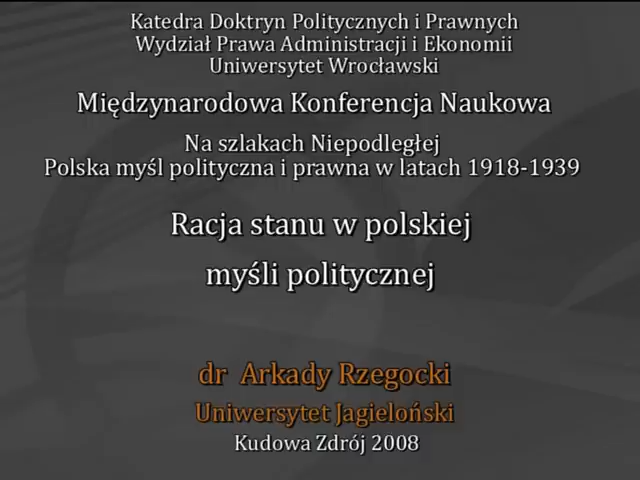 Katedra Doktryn Politycznych i Prawnych
Wydział Prawa Administracji i Ekonomii
Uniwersytet Wrocławski
Międzynarodowa Konferencja Naukowa
Na szlakach Niepodległej
Polska myśl polityczna i prawna w latach 1918-1939
Racja stanu w polskiej
myśli politycznej
dr Arkady Rzegocki
Uniwersytet Jagieloński
Kudowa Zdrój 2008